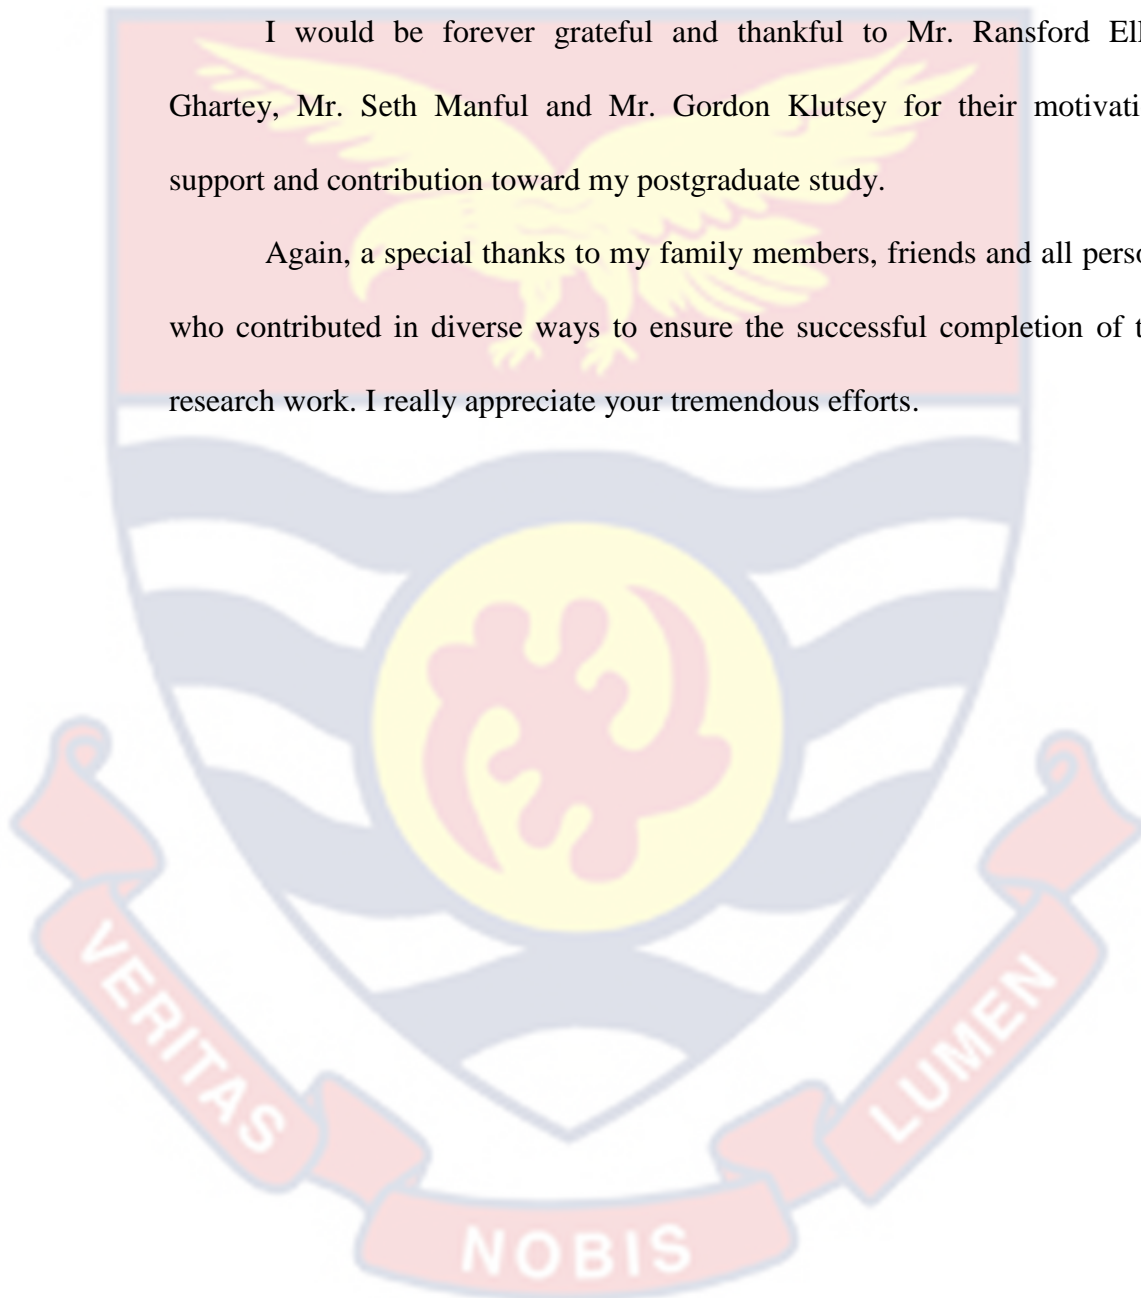 I would be forever grateful and thankful to Mr. Ransford Ell
Ghartey, Mr. Seth Manful and Mr. Gordon Klutsey for their motivati
support and contribution toward my postgraduate study.
Again, a special thanks to my family members, friends and all perso
who contributed in diverse ways to ensure the successful completion of t
research work. I really appreciate your tremendous efforts.
VERITAS
NOBIS
LUMEN